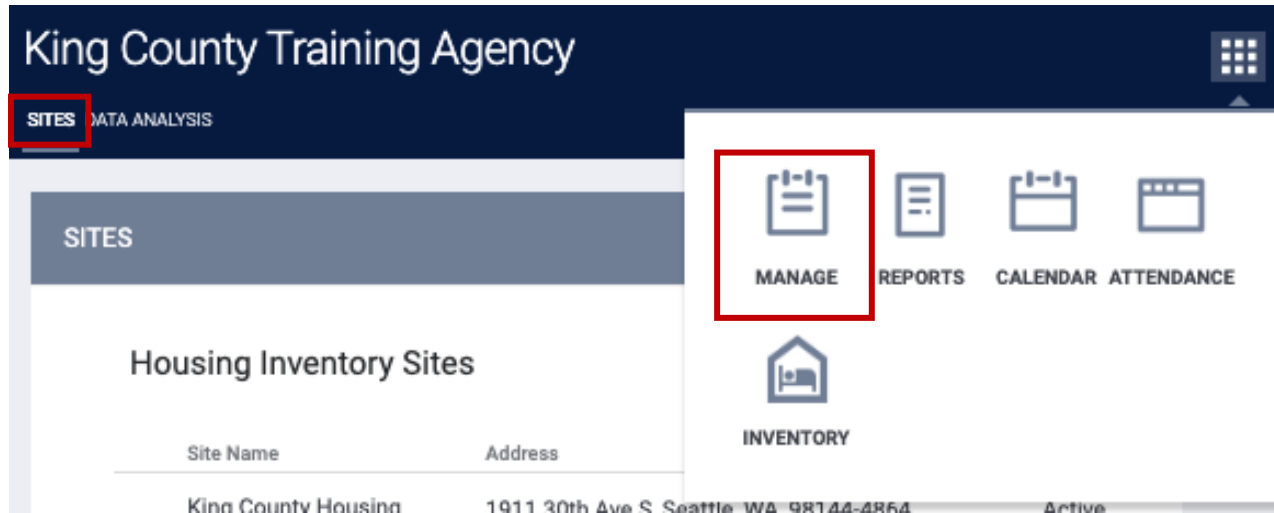 King County Training Agency
SITES DATA ANALYSIS
SITES
MANAGE REPORTS CALENDAR ATTENDANCE
INVENTORY
Housing Inventory Sites
Site Name Address
King County Housing 1911 30th Ave S, Seattle, WA, 98144-4864 Active